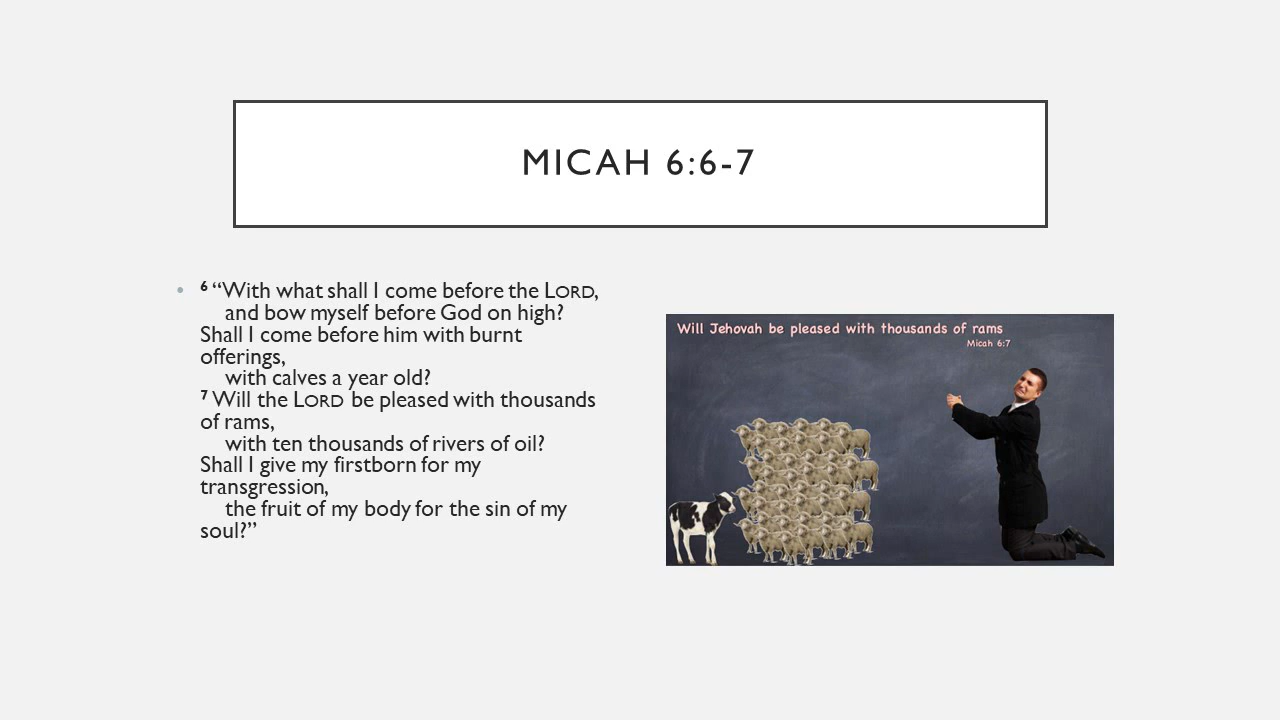 MICAH 6:6-7
• 6 “With what shall I come before the LORD,
and bow myself before God on high?
Shall I come before him with burnt
offerings,
with calves a year old?
7 Will the LORD be pleased with thousands
of rams,
with ten thousands of rivers of oil?
Shall I give my firstborn for my
transgression,
the fruit of my body for the sin of my
soul?”
Will Jehovah be pleased with thousands of rams
Micah 6:7